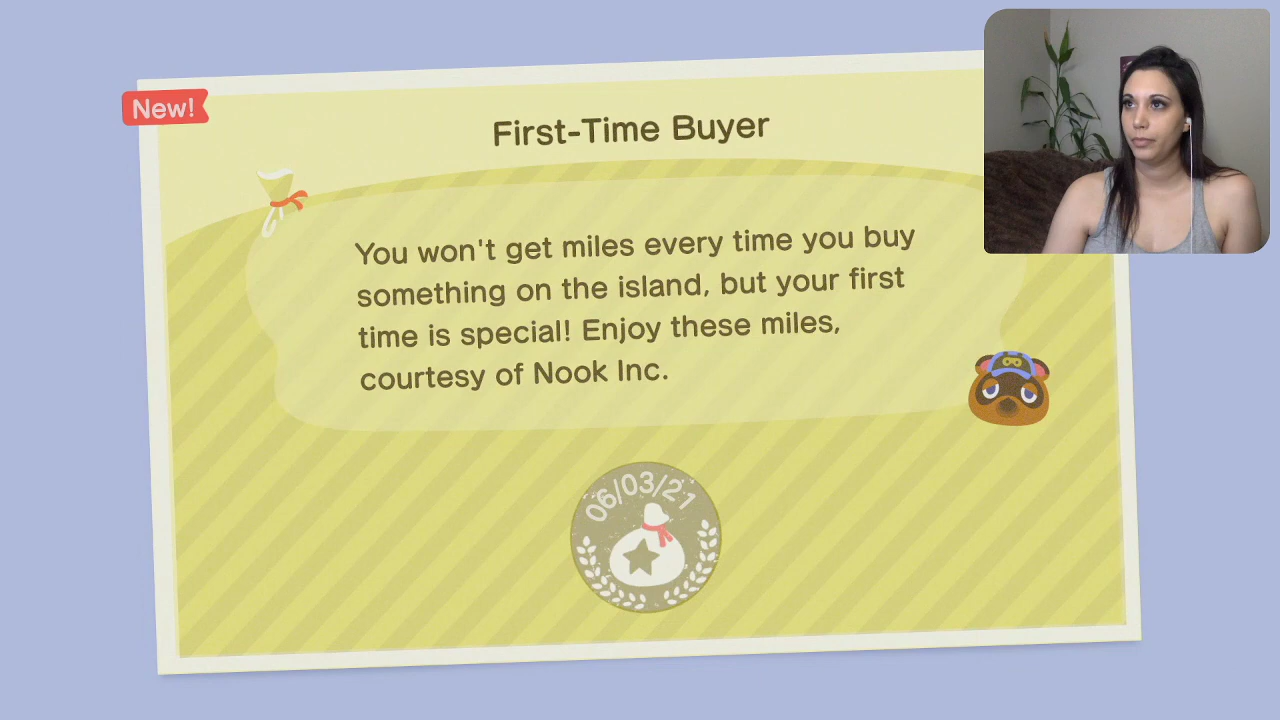 New!
First-Time Buyer
You won't get miles every time you buy
something on the island, but your first
time is special! Enjoy these miles,
courtesy of Nook Inc.
06/03/21